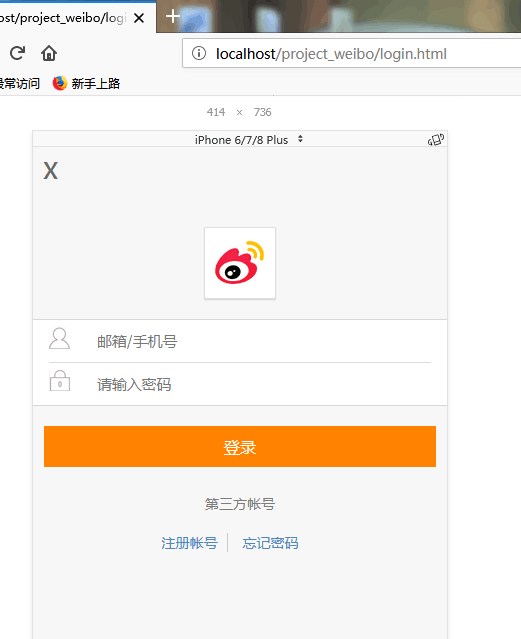 ost/project_weibo/logi
localhost/project_weibo/login.html
最常访问 新手上路
414 × 736
iPhone 6/7/8 Plus
X
邮箱/手机号
请输入密码
登录
第三方帐号
注册帐号 忘记密码